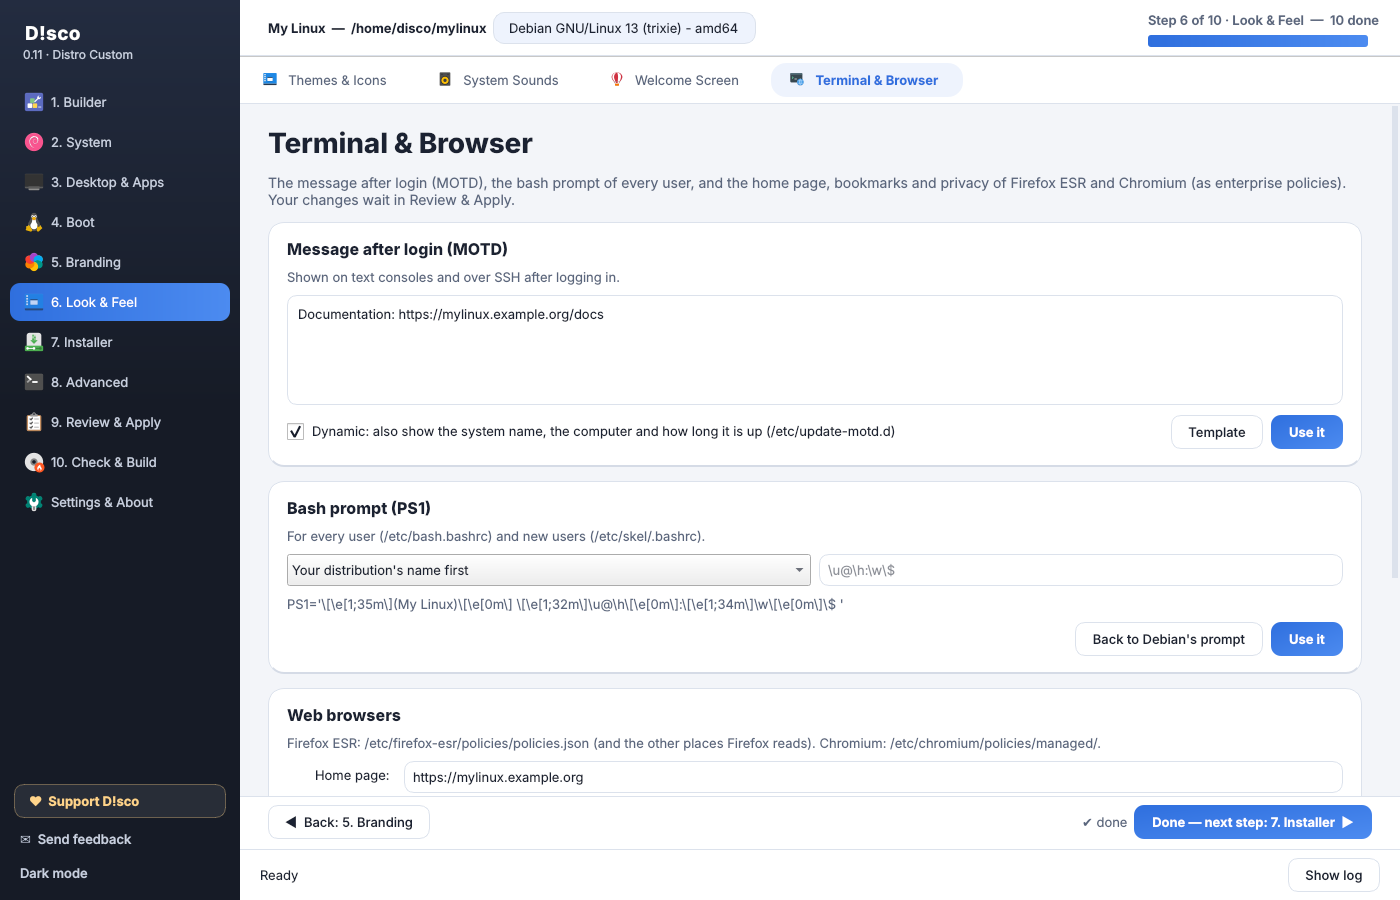 D!sco
0.11 · Distro Custom
1. Builder
2. System
3. Desktop & Apps
4. Boot
5. Branding
6. Look & Feel
7. Installer
8. Advanced
9. Review & Apply
10. Check & Build
Settings & About
Support D!sco
Send feedback
Dark mode
My Linux — /home/disco/mylinux
Debian GNU/Linux 13 (trixie) - amd64
Step 6 of 10 · Look & Feel — 10 done
Themes & Icons
System Sounds
Welcome Screen
Terminal & Browser
Terminal & Browser
The message after login (MOTD), the bash prompt of every user, and the home page, bookmarks and privacy of Firefox ESR and Chromium (as enterprise policies).
Your changes wait in Review & Apply.
Message after login (MOTD)
Shown on text consoles and over SSH after logging in.
Documentation: https://mylinux.example.org/docs
Dynamic: also show the system name, the computer and how long it is up (/etc/update-motd.d)
Template
Use it
Bash prompt (PS1)
For every user (/etc/bash.bashrc) and new users (/etc/skel/.bashrc).
Your distribution's name first
\u@\h:\w\$
PS1='\[\e[1;35m\](My Linux)\[\e[0m\] \[\e[1;32m\]\u@\h\[\e[0m\]:\[\e[1;34m\]\w\[\e[0m\]\$ '
Back to Debian's prompt
Use it
Web browsers
Firefox ESR: /etc/firefox-esr/policies/policies.json (and the other places Firefox reads). Chromium: /etc/chromium/policies/managed/.
Home page:
https://mylinux.example.org
◀ Back: 5. Branding
✔ done
Done — next step: 7. Installer ▶
Ready
Show log